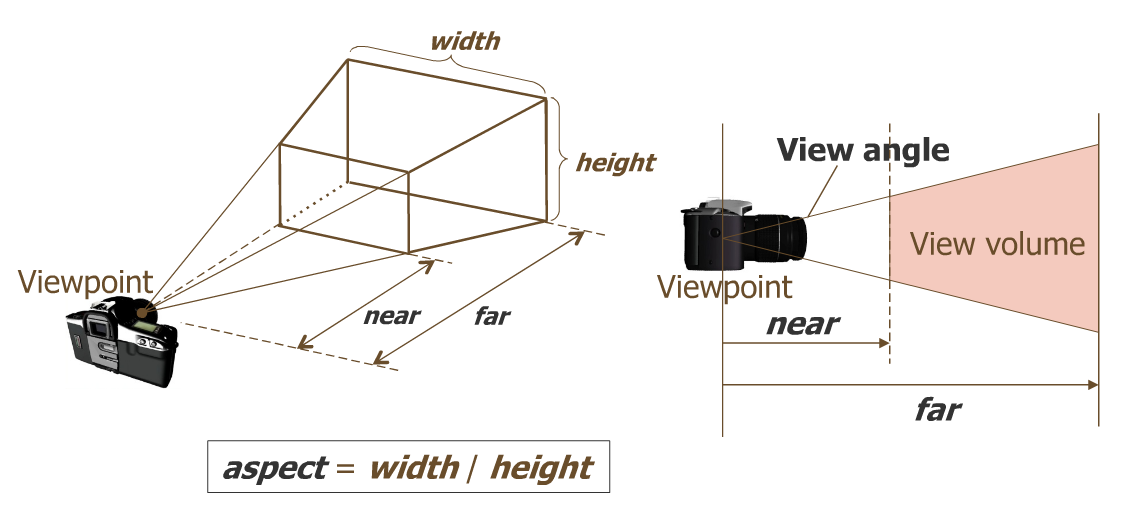 width
height
Viewpoint
near
far
aspect = width / height
View angle
View volume
Viewpoint
near
far